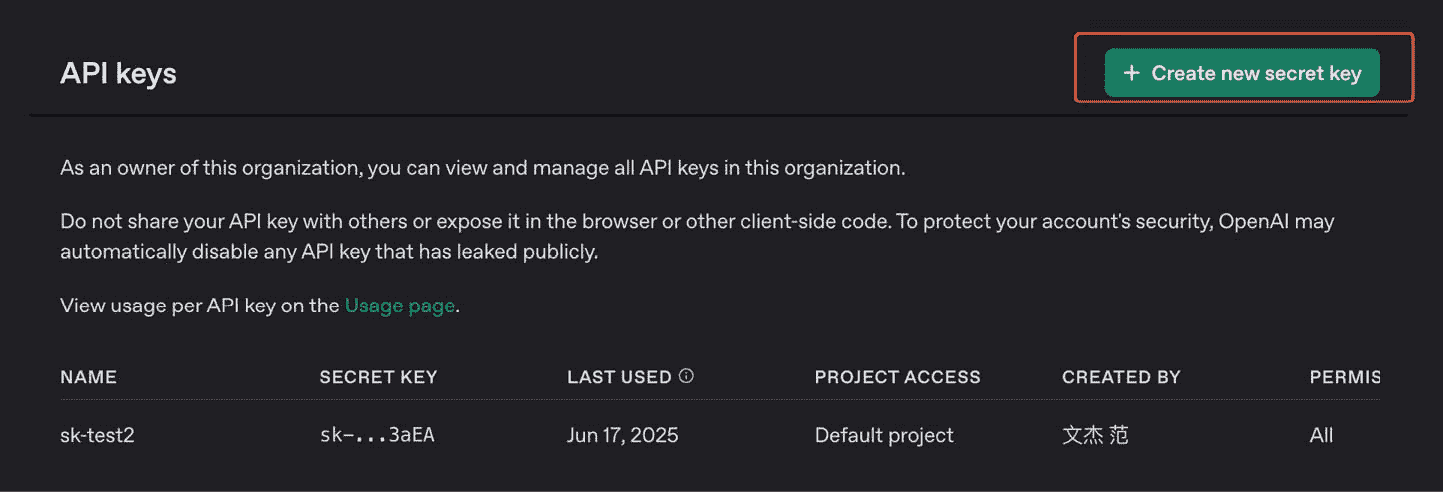 API keys
+ Create new secret key
As an owner of this organization, you can view and manage all API keys in this organization.
Do not share your API key with others or expose it in the browser or other client-side code. To protect your account's security, OpenAI may
automatically disable any API key that has leaked publicly.
View usage per API key on the Usage page.
NAME SECRET KEY LAST USED PROJECT ACCESS CREATED BY PERMIS
sk-test2 sk-...3aEA Jun 17, 2025 Default project 文杰 范 All